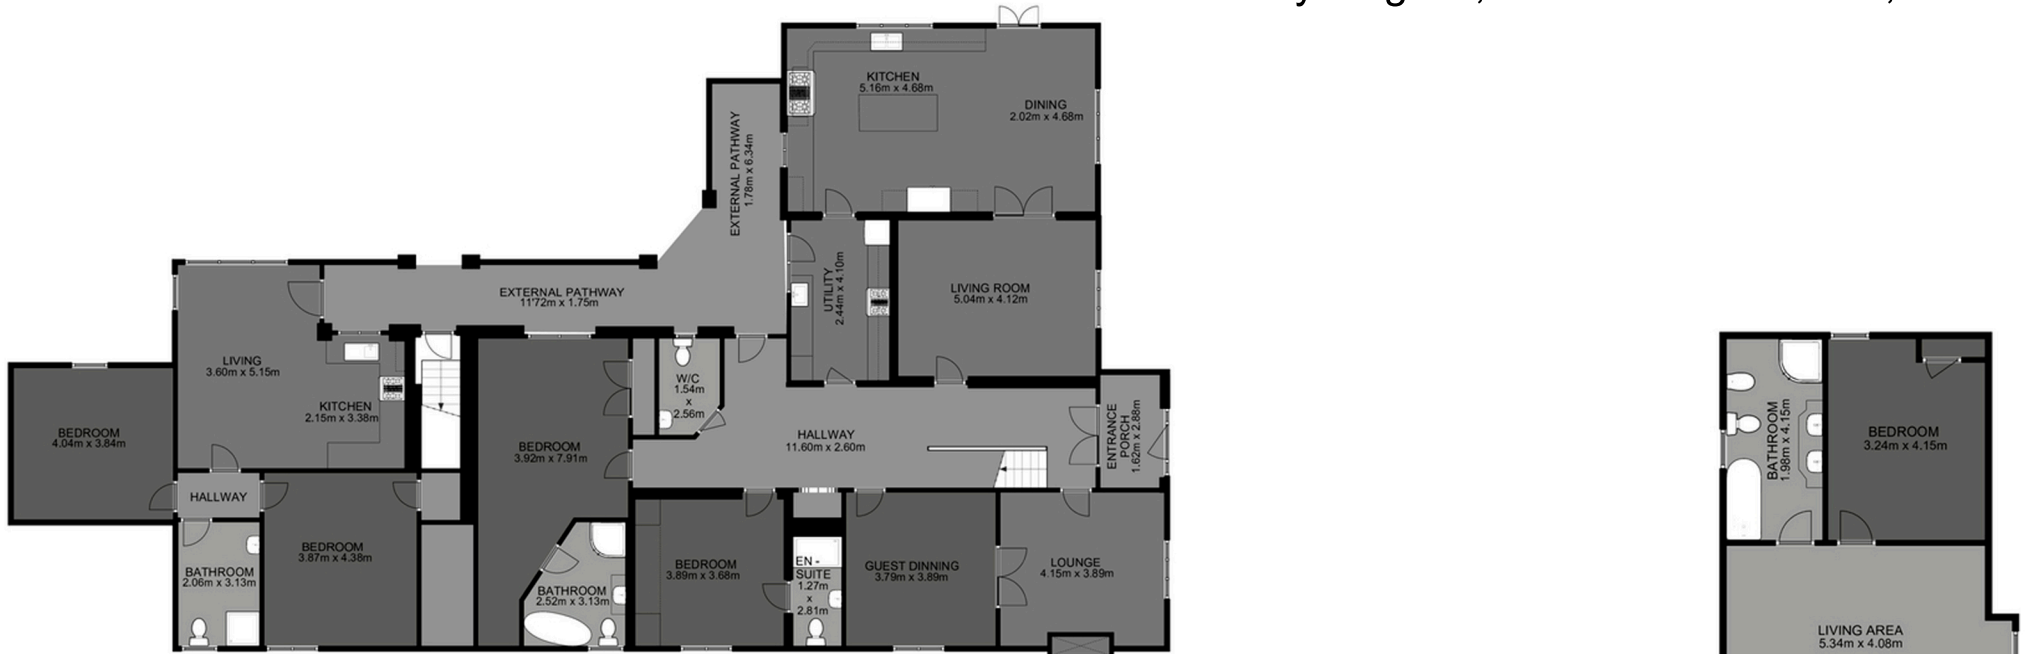 KITCHEN
5.16m x 4.68m
DINING
2.02m x 4.68m
EXTERNAL PATHWAY
1.78m x 6.34m
EXTERNAL PATHWAY
11'72m x 1.75m
UTILITY
2.44m x 4.10m
LIVING ROOM
5.04m x 4.12m
LIVING
3.60m x 5.15m
KITCHEN
2.15m x 3.38m
BEDROOM
4.04m x 3.84m
W/C
1.54m
x
2.56m
BEDROOM
3.92m x 7.91m
HALLWAY
11.60m x 2.60m
ENTRANCE
PORCH
1.62m x 2.88m
HALLWAY
BEDROOM
3.87m x 4.38m
BATHROOM
2.06m x 3.13m
BATHROOM
2.52m x 3.13m
BEDROOM
3.89m x 3.68m
EN -
SUITE
1.27m
x
2.81m
GUEST DINNING
3.79m x 3.89m
LOUNGE
4.15m x 3.89m
BATHROOM
1.98m x 4.15m
BEDROOM
3.24m x 4.15m
LIVING AREA
5.34m x 4.08m